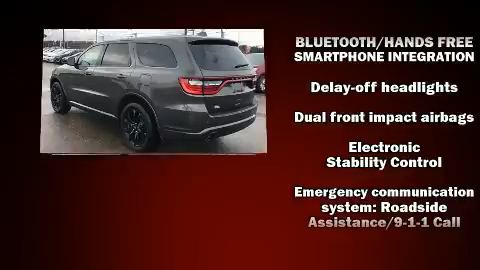 BLUETOOTH/HANDS FREE
SMARTPHONE INTEGRATION
Delay-off headlights
Dual front impact airbags
Electronic
Stability Control
Emergency communication
system: Roadside
Assistance/9-1-1 Call